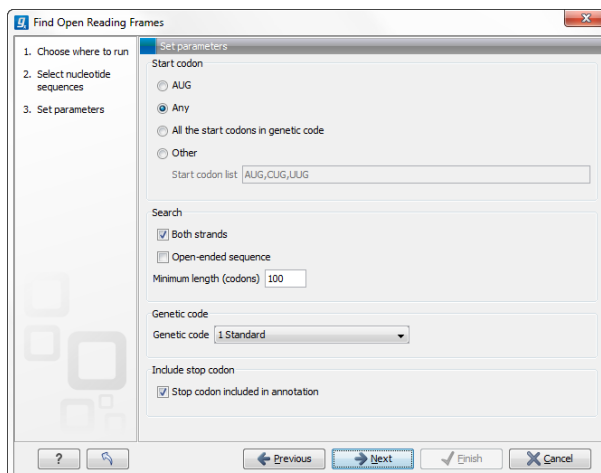 Find Open Reading Frames
1. Choose where to run
2. Select nucleotide
sequences
3. Set parameters
Set parameters
Start codon
AUG
Any
All the start codons in genetic code
Other
Start codon list AUG,CUG,UUG
Search
Both strands
Open-ended sequence
Minimum length (codons) 100
Genetic code
Genetic code 1 Standard
Include stop codon
Stop codon included in annotation
? Previous Next Finish Cancel